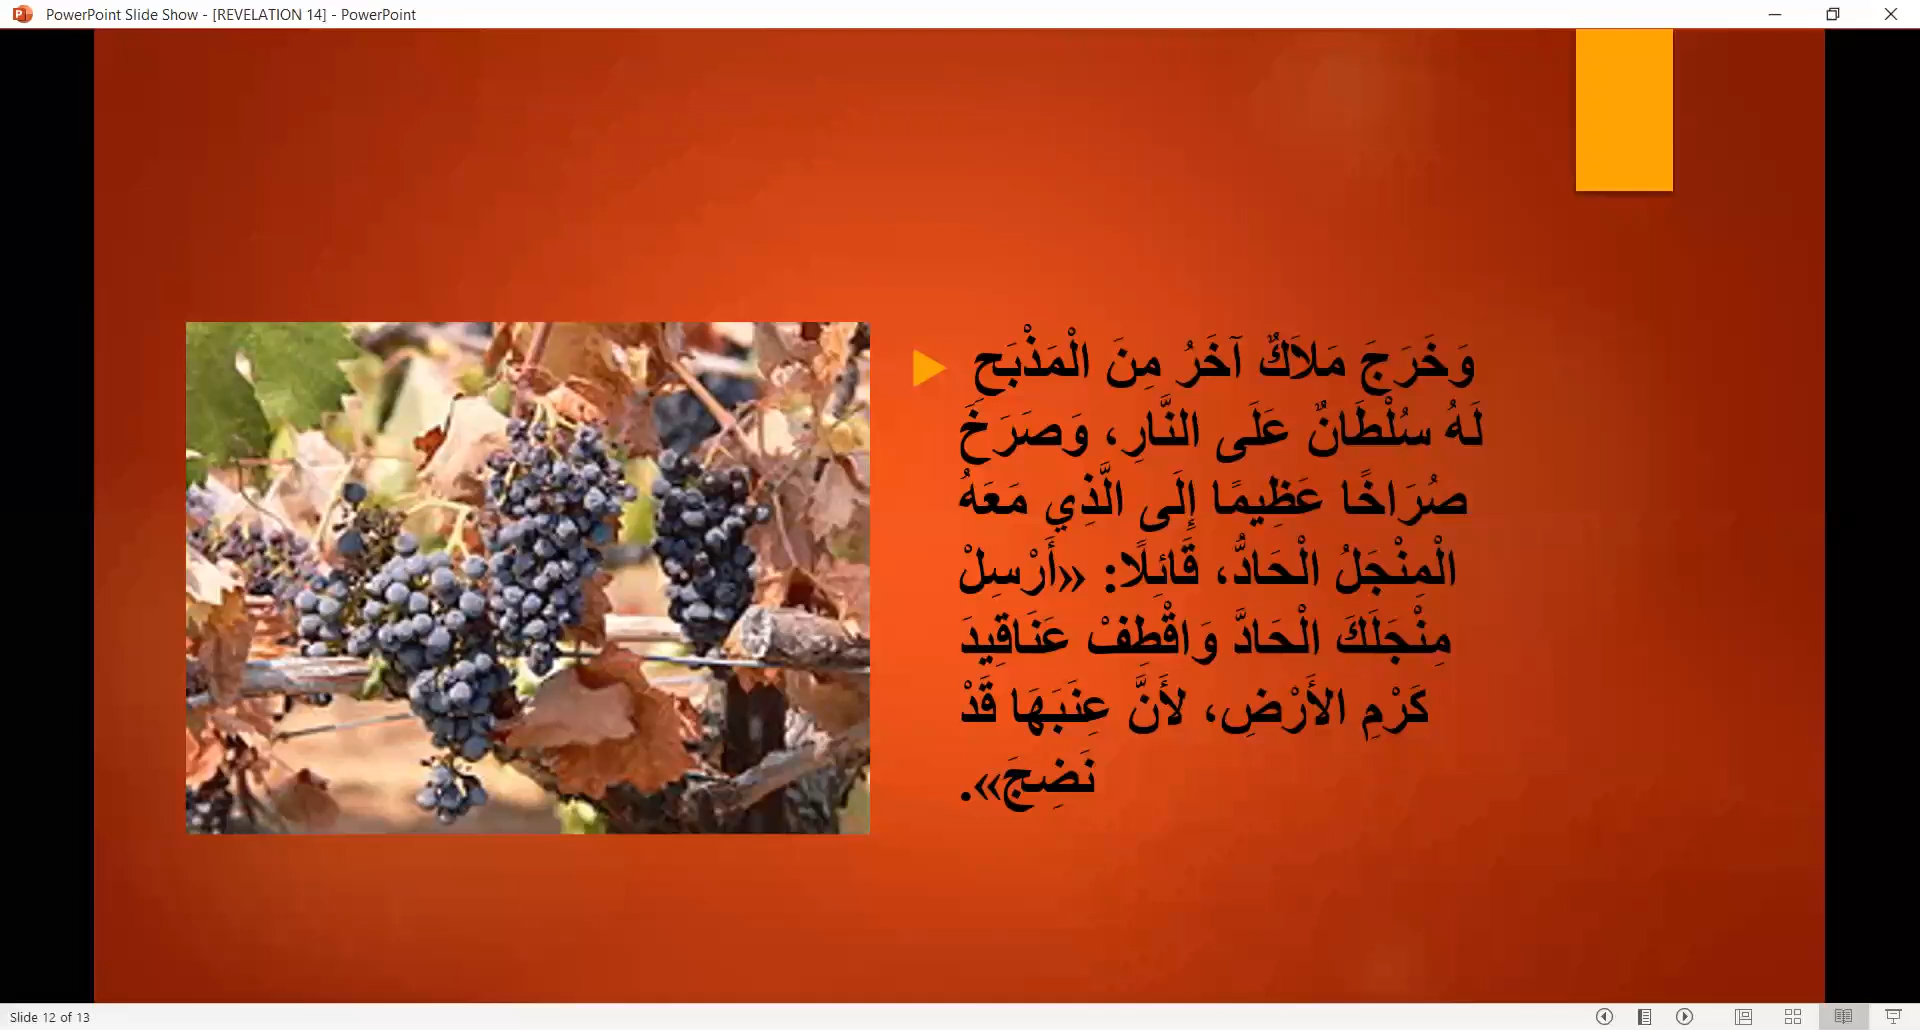 PowerPoint Slide Show - [REVELATION 14] - PowerPoint
وَخَرَجَ مَلاَكٌ آخَرُ مِنَ الْمَذْبَحِ
لَهُ سُلْطَانٌ عَلَى النَّارِ، وَصَرَخَ
صُرَاخًا عَظِيمًا إِلَى الَّذِي مَعَهُ
الْمِنْجَلُ الْحَادُّ، قَائِلًا: «أَرْسِلْ
مِنْجَلَكَ الْحَادَّ وَاقْطِفْ عَنَاقِيدَ
كَرْمِ الأَرْضِ، لأَنَّ عِنَبَهَا قَدْ
نَضِجَ».
Slide 12 of 13